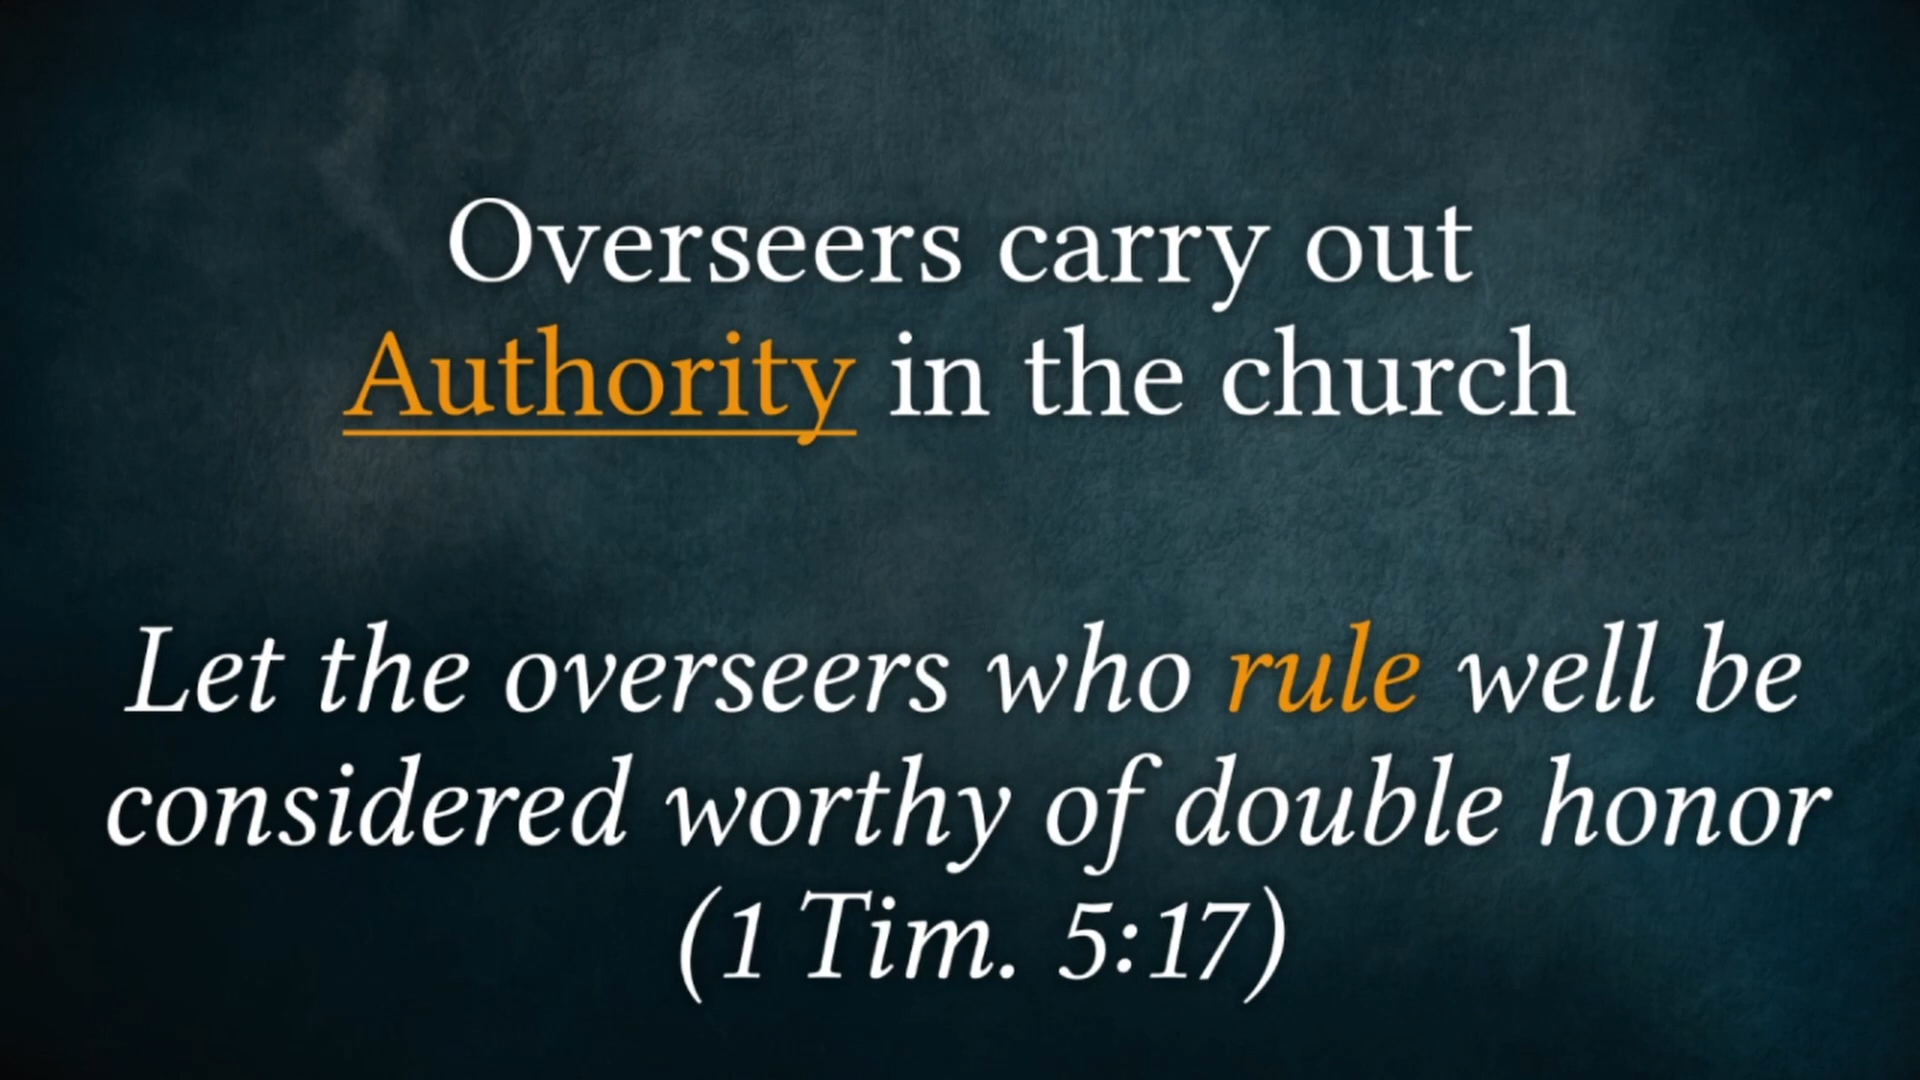 Overseers carry out
Authority in the church
Let the overseers who rule well be
considered worthy of double honor
(1 Tim. 5:17)